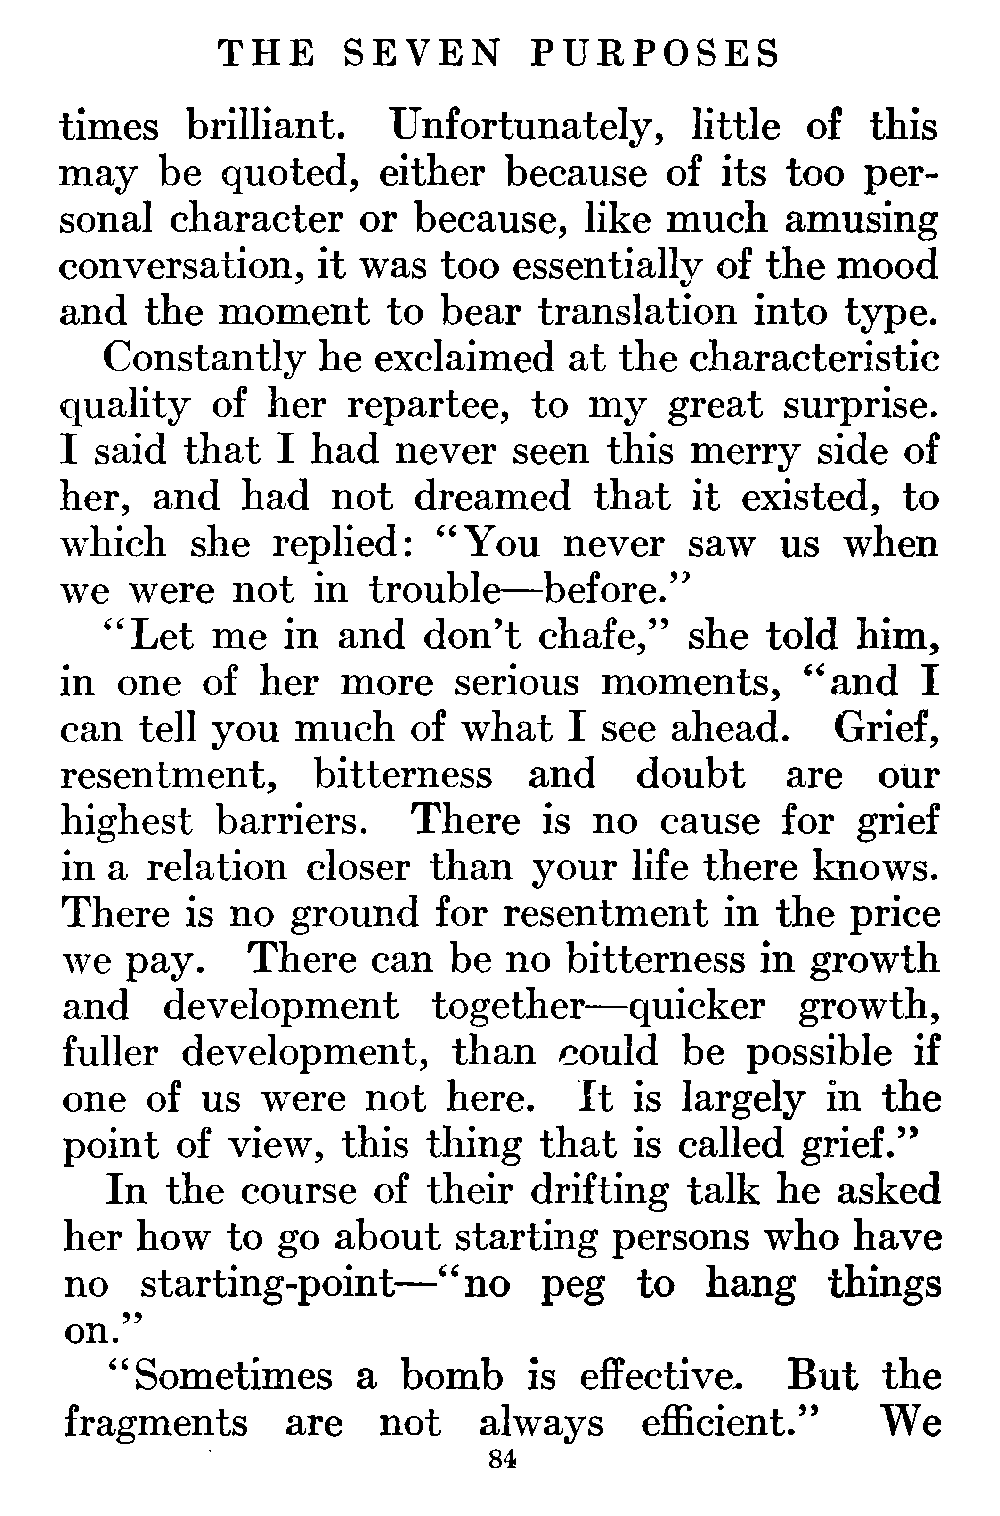 THE SEVEN PURPOSES
times brilliant. Unfortunately, little of this
may be quoted, either because of its too per-
sonal character or because, like much amusing
conversation, it was too essentially of the mood
and the moment to bear translation into type.
Constantly he exclaimed at the characteristic
quality of her repartee, to my great surprise.
I said that I had never seen this merry side of
her, and had not dreamed that it existed, to
which she replied: “You never saw us when
we were not in trouble—before.”
“Let me in and don’t chafe,” she told him,
in one of her more serious moments, “and I
can tell you much of what I see ahead. Grief,
resentment, bitterness and doubt are our
highest barriers. There is no cause for grief
in a relation closer than your life there knows.
There is no ground for resentment in the price
we pay. There can be no bitterness in growth
and development together—quicker growth,
fuller development, than could be possible if
one of us were not here. It is largely in the
point of view, this thing that is called grief.”
In the course of their drifting talk he asked
her how to go about starting persons who have
no starting-point—“no peg to hang things
on.”
“Sometimes a bomb is effective. But the
fragments are not always efficient.” We
84